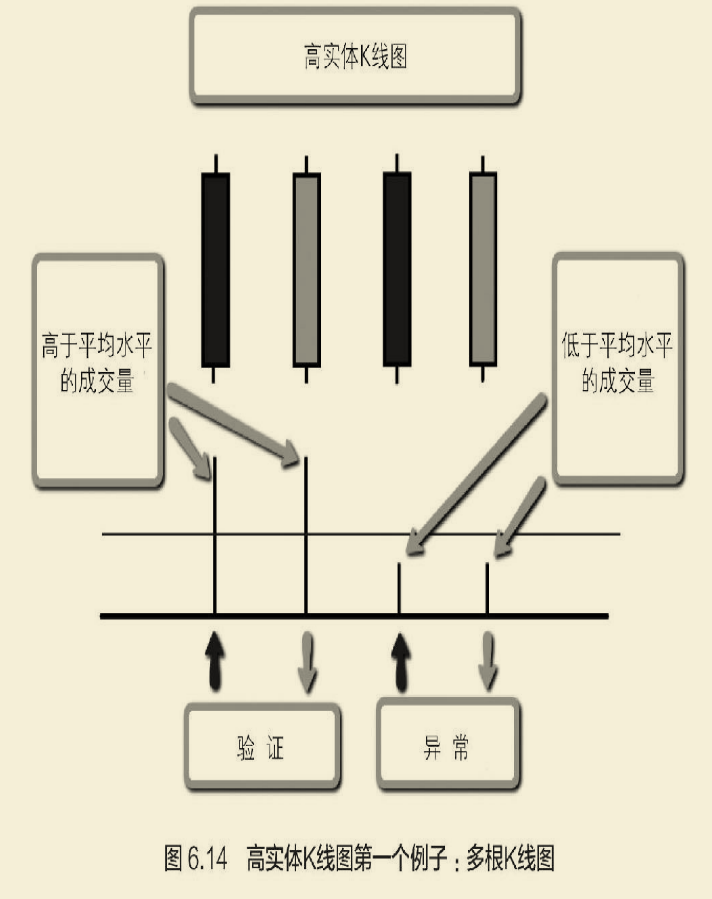 高实体K线图
高于平均水平
的成交量
低于平均水平
的成交量
验 证
异 常
图 6.14 高实体K线图第一个例子：多根K线图